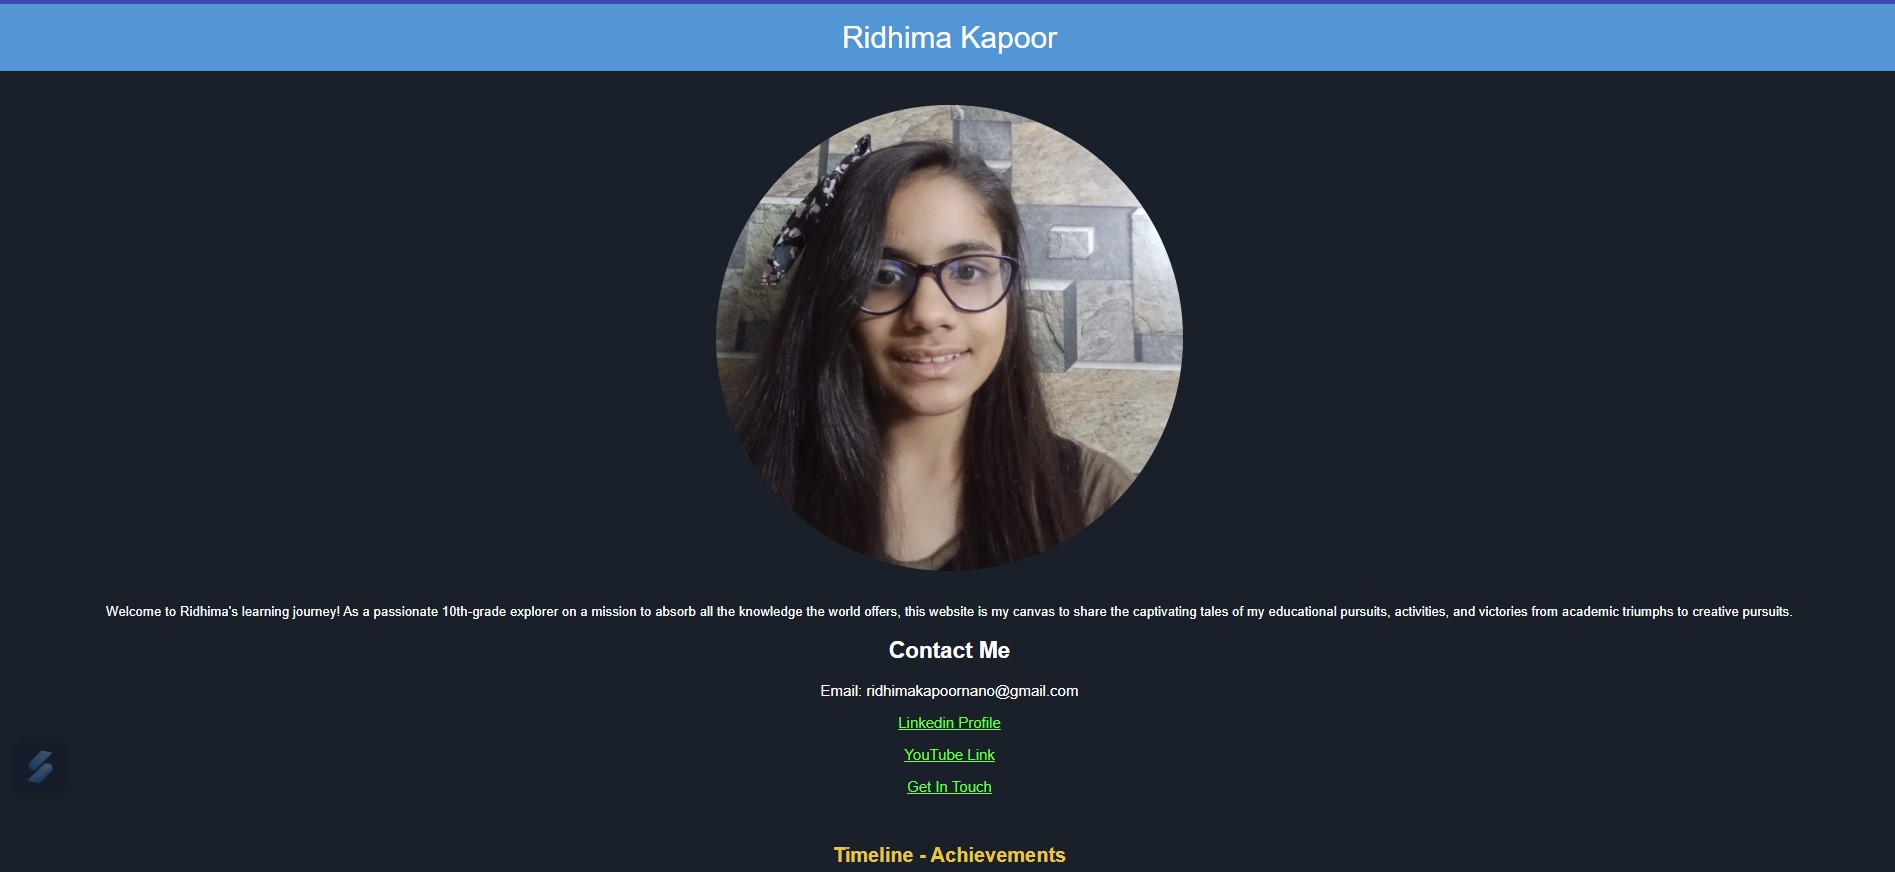 Ridhima Kapoor
Welcome to Ridhima's learning journey! As a passionate 10th-grade explorer on a mission to absorb all the knowledge the world offers, this website is my canvas to share the captivating tales of my educational pursuits, activities, and victories from academic triumphs to creative pursuits.
Contact Me
Email: ridhimakapoornano@gmail.com
Linkedin Profile
YouTube Link
Get In Touch
Timeline - Achievements